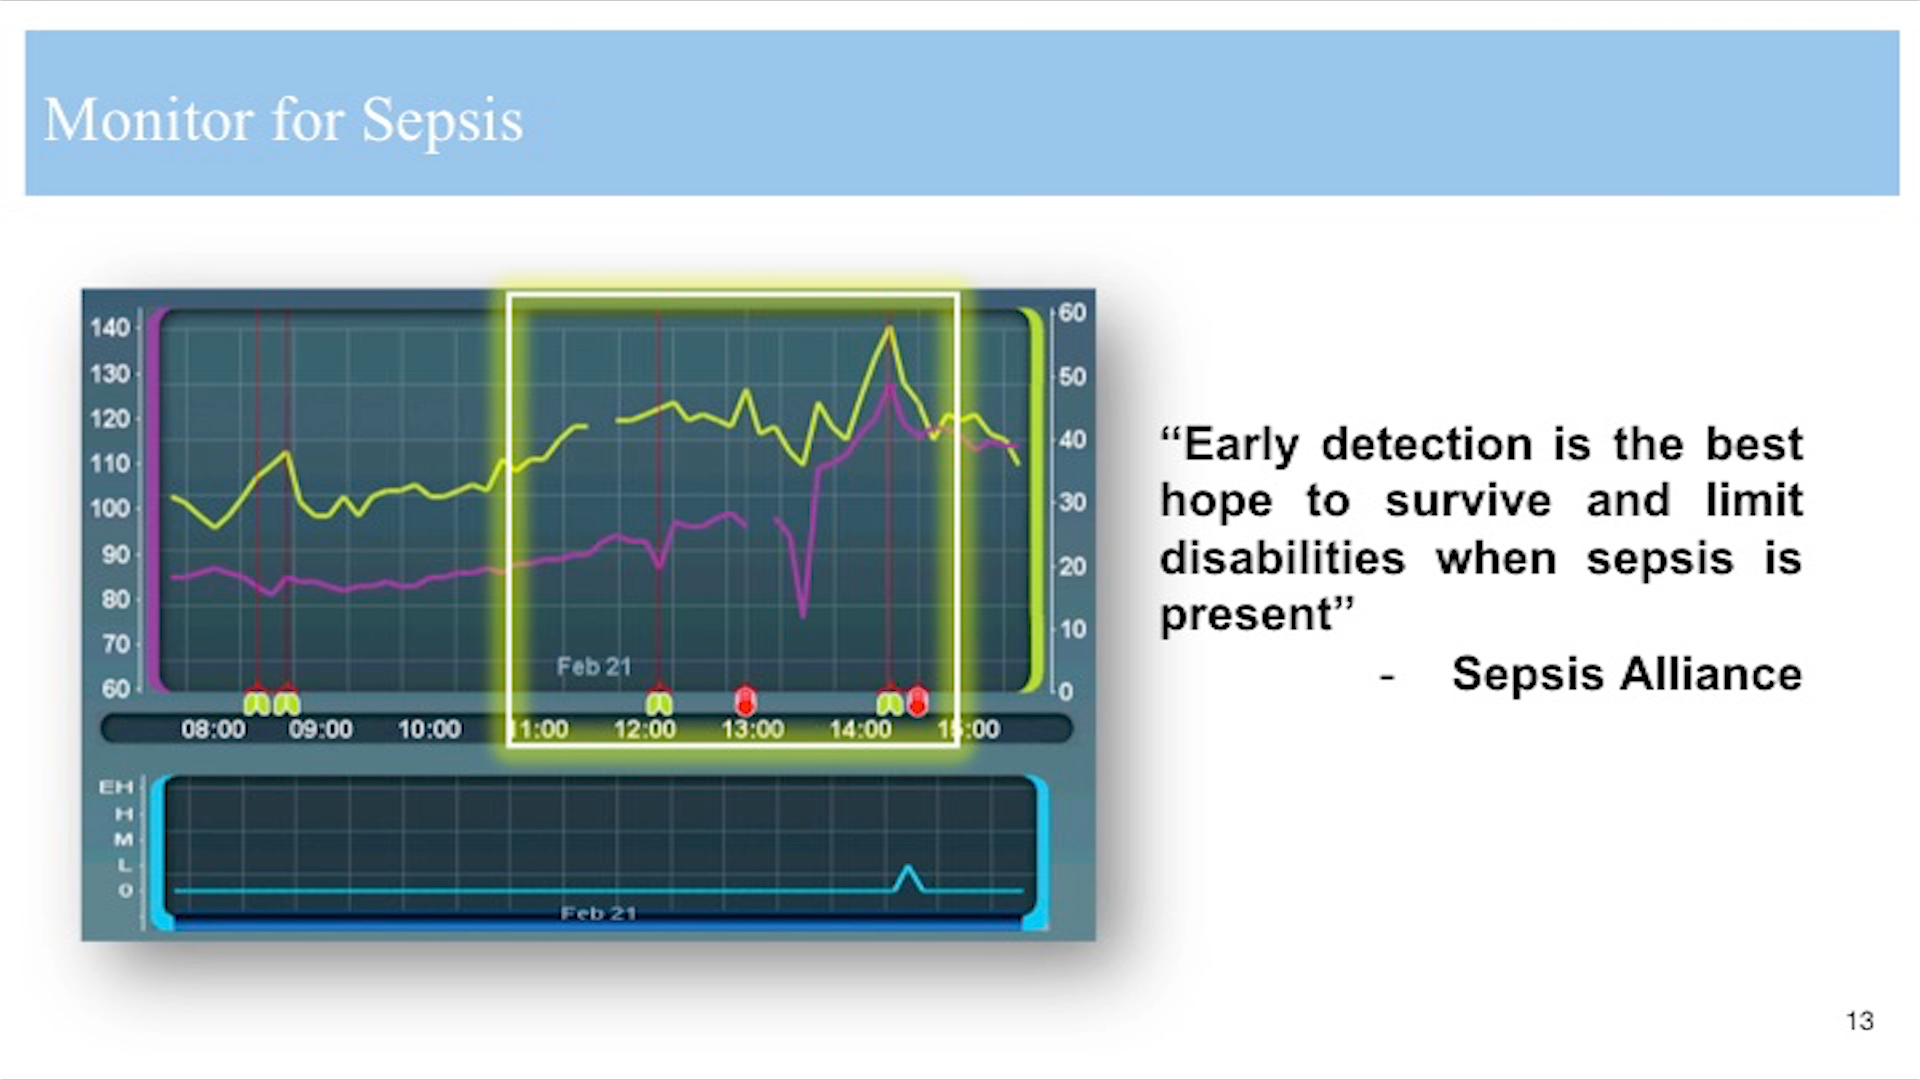 Monitor for Sepsis
140
130
120
110
100
90
80
70
60
60
50
40
30
20
10
0
Feb 21
08:00 09:00 10:00 11:00 12:00 13:00 14:00 15:00
EH
H
M
L
0
Feb 21
“Early detection is the best
hope to survive and limit
disabilities when sepsis is
present”
- Sepsis Alliance
13